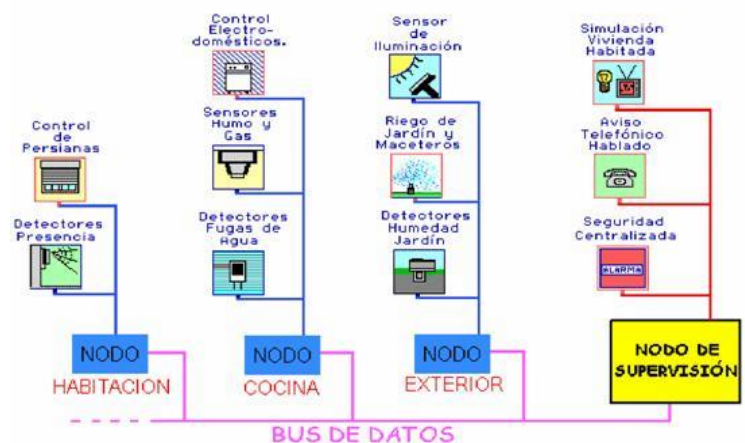 Control
Electro-
domésticos.
Sensores
Humo y
Gas
Detectores
Fugas de
Agua
Control
de
Persianas
Detectores
Presencia
Sensor
de
Iluminación
Riego de
Jardín y
Maceteros
Detectores
Humedad
Jardín
Simulación
Vivienda
Habitada
Aviso
Telefónico
Hablado
Seguridad
Centralizada
ALARMA
NODO
HABITACION
NODO
COCINA
NODO
EXTERIOR
NODO DE
SUPERVISIÓN
BUS DE DATOS